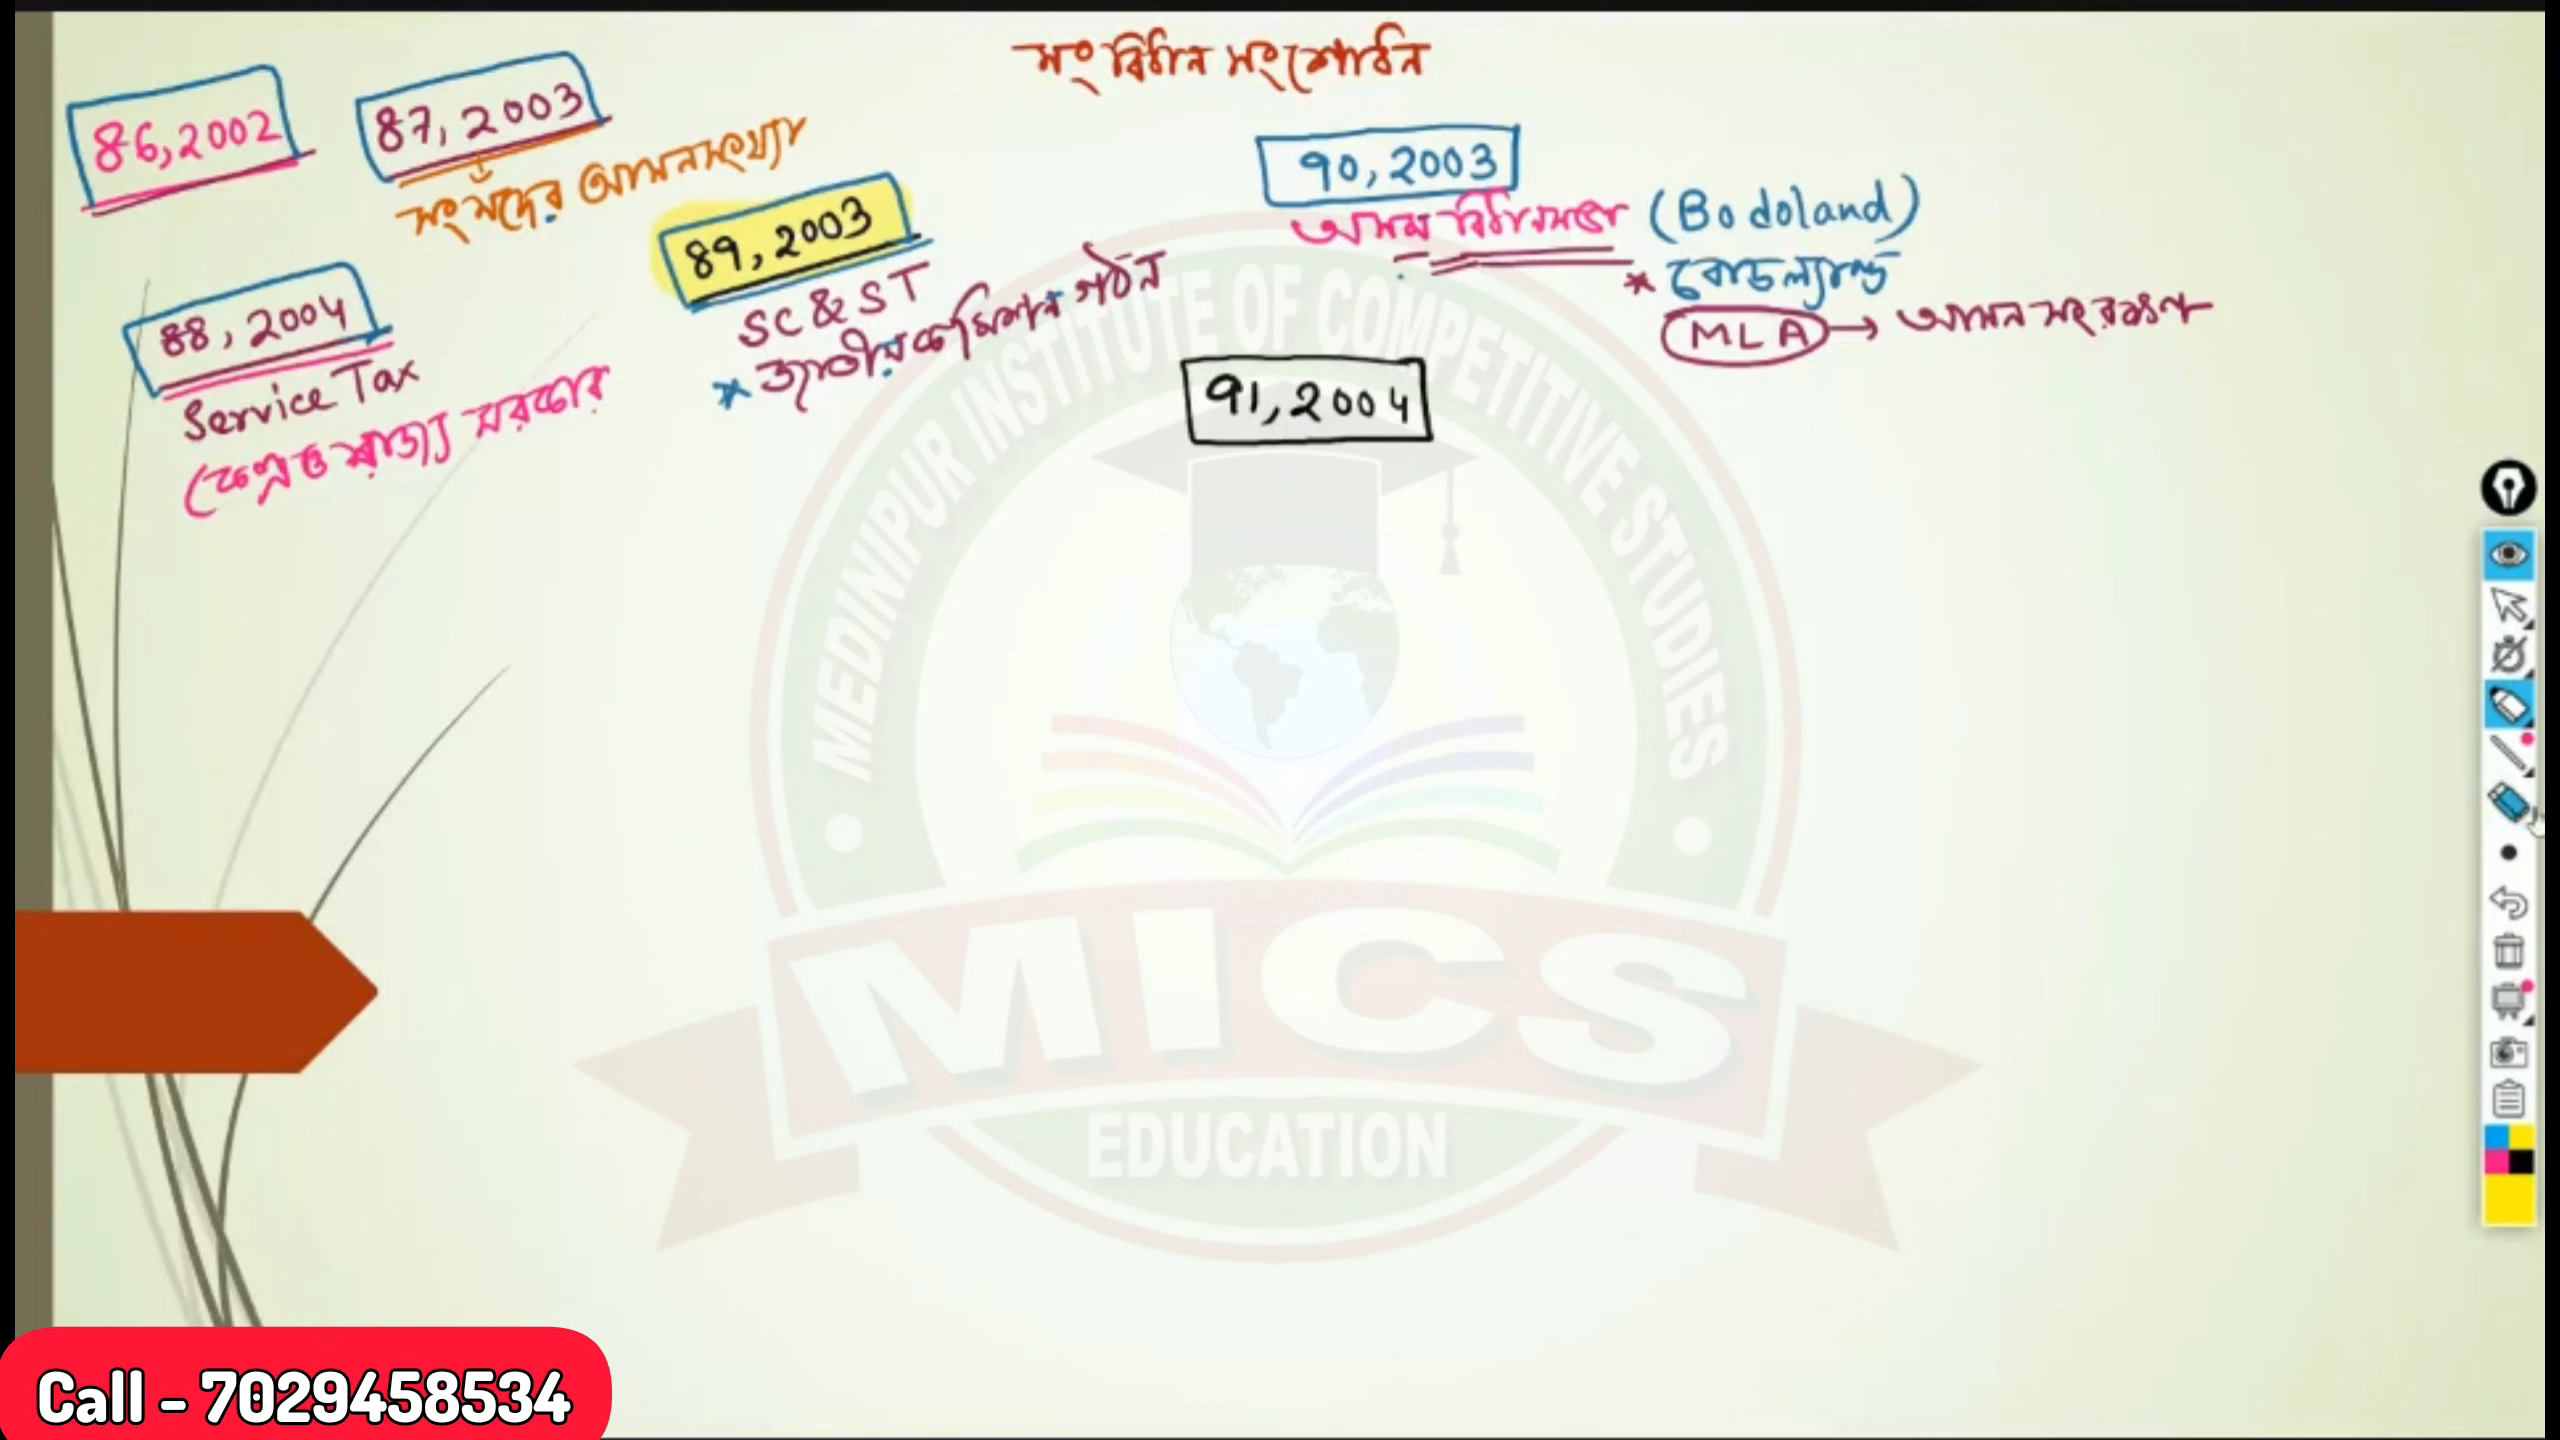 সংবিধান সংশোধন
86,2002
87, 2003
সংসদের আসনসংখ্যা
88, 2004
Service Tax
(কেন্দ্র ও রাজ্য সরকার
89, 2003
SC & ST
* জাতীয় কমিশন গঠন
90, 2003
অসম বিধানসভা (Bodoland)
* বোডোল্যান্ড
MLA → আসন সংরক্ষণ
91, 2004
MEDINIPUR INSTITUTE OF COMPETITIVE STUDIES
MICS
EDUCATION
Call - 7029458534